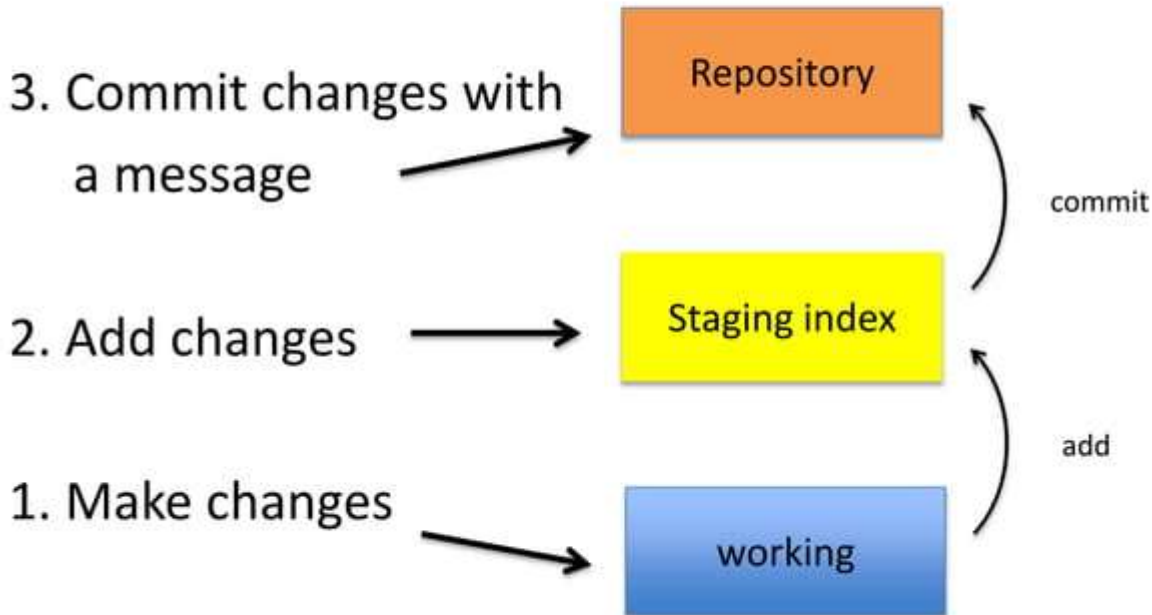 3. Commit changes with
a message
Repository
commit
2. Add changes
Staging index
add
1. Make changes
working